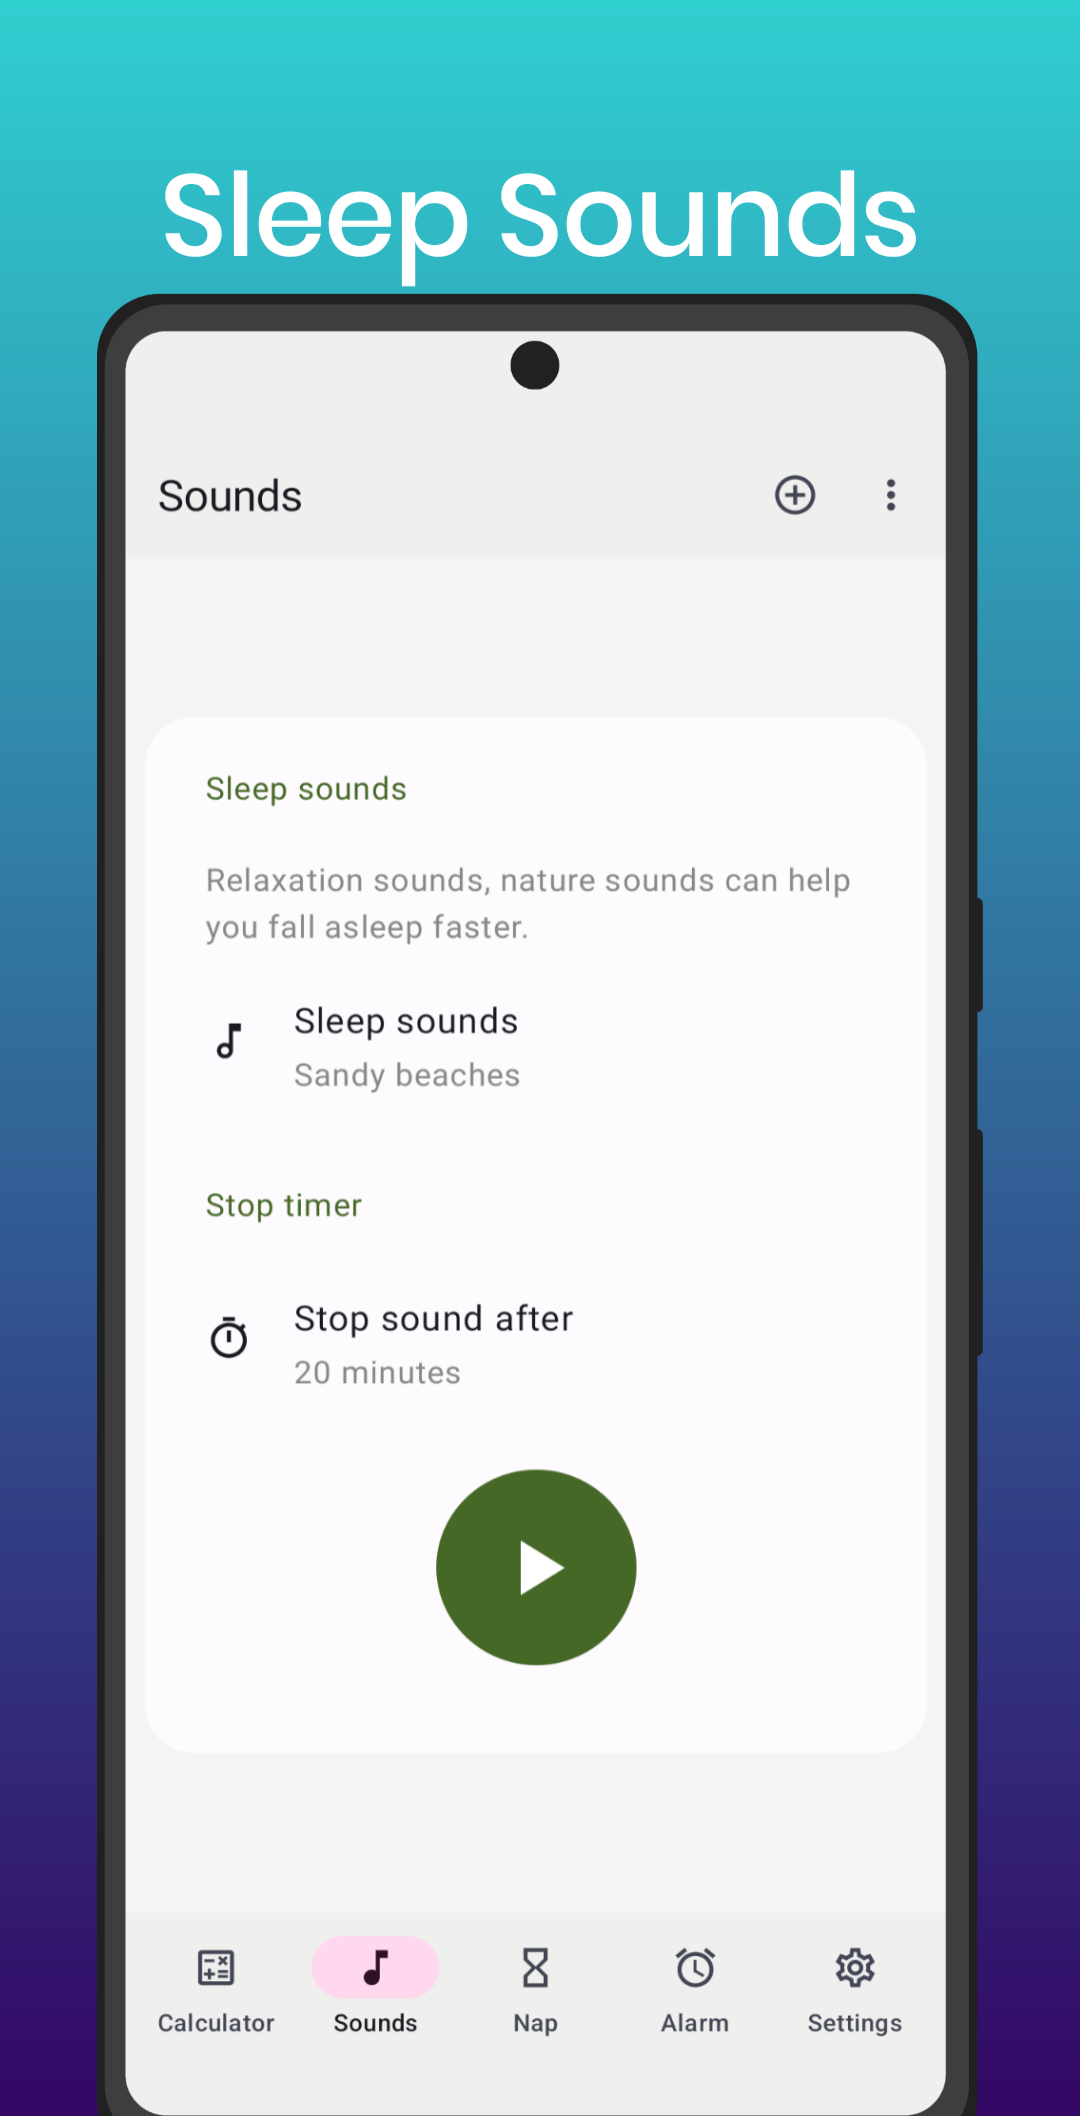 Sleep Sounds
Sounds
Sleep sounds
Relaxation sounds, nature sounds can help
you fall asleep faster.
Sleep sounds
Sandy beaches
Stop timer
Stop sound after
20 minutes
Calculator
Sounds
Nap
Alarm
Settings